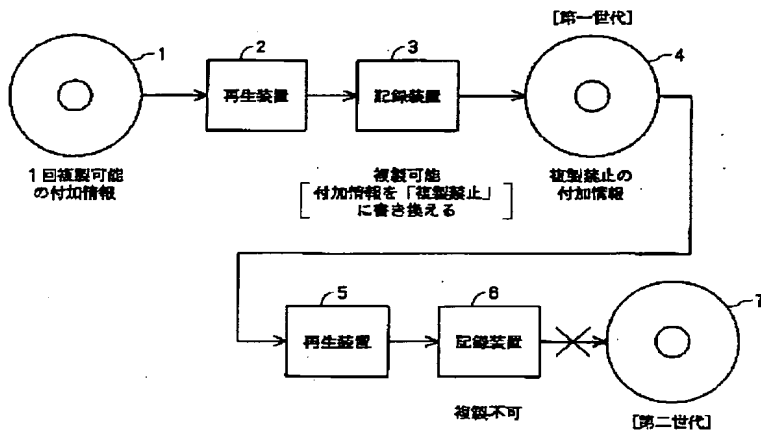 [第一世代]
1
2
3
4
再生装置
記録装置
1回複製可能
の付加情報
複製可能
付加情報を「複製禁止」
に書き換える
複製禁止の
付加情報
5
6
7
再生装置
記録装置
複製不可
[第二世代]